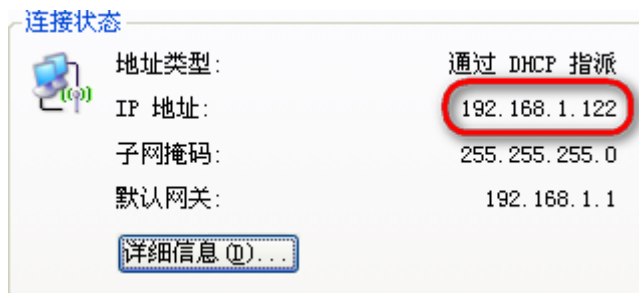 连接状态
地址类型: 通过 DHCP 指派
IP 地址: 192.168.1.122
子网掩码: 255.255.255.0
默认网关: 192.168.1.1
详细信息(D)...